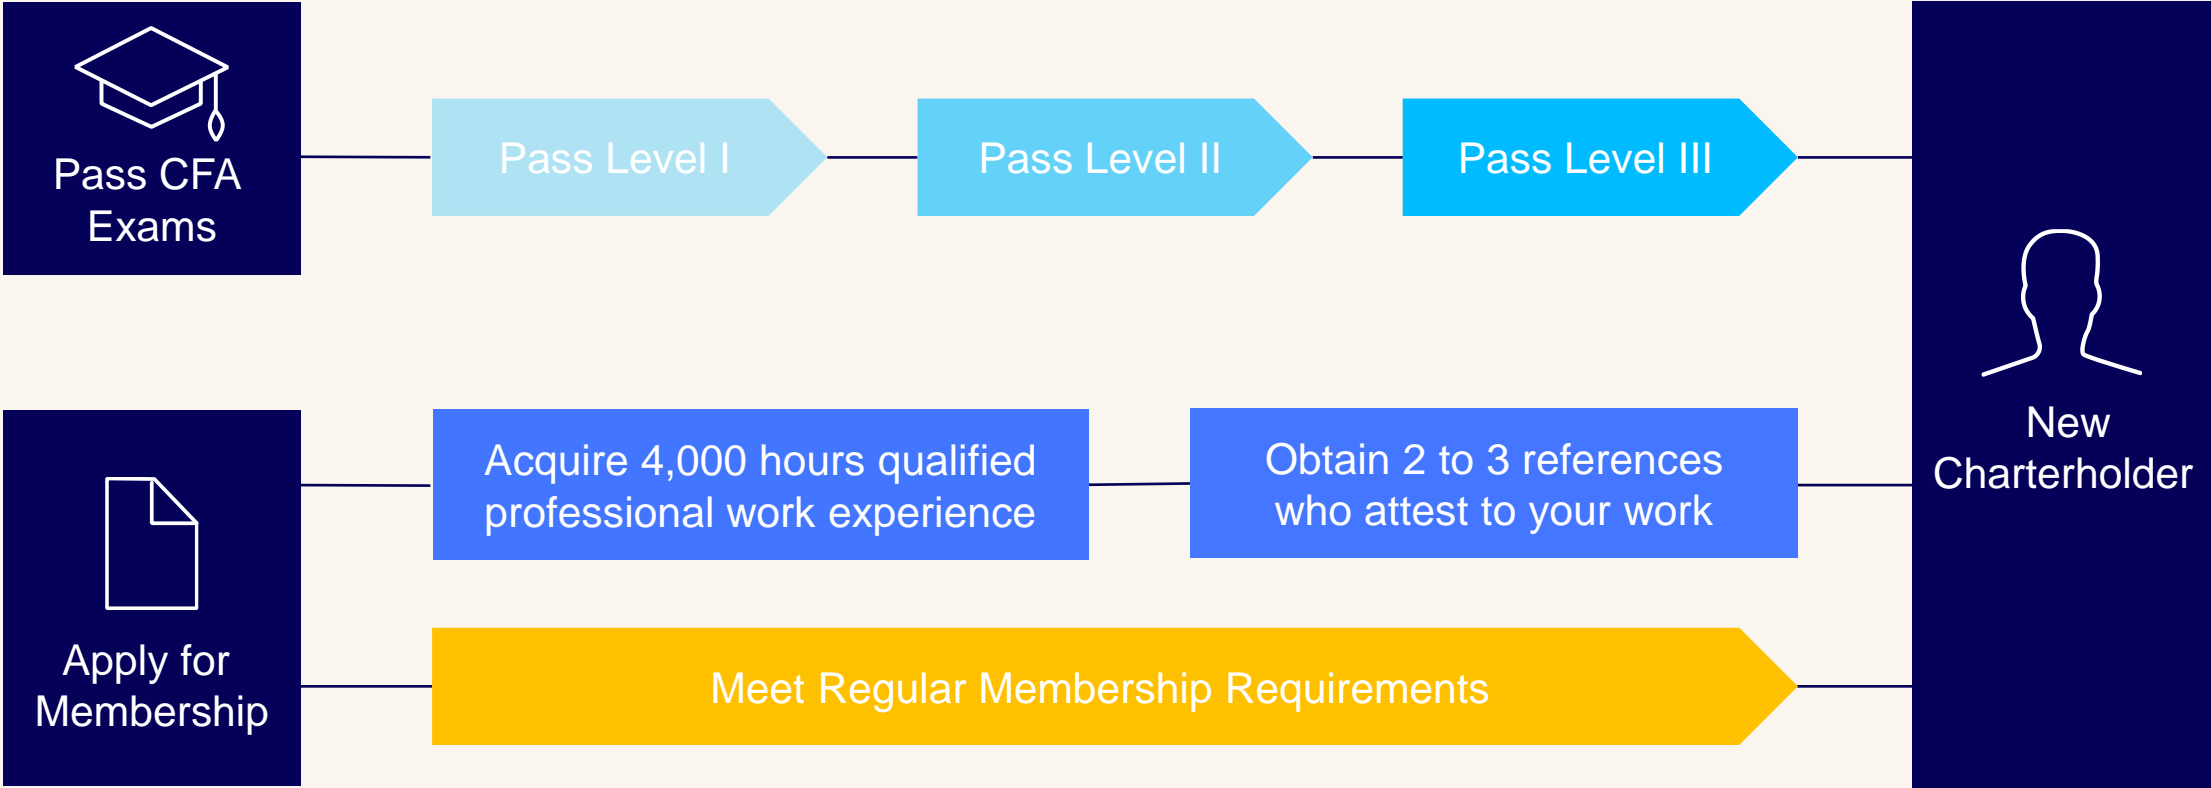 Pass CFA
Exams
Pass Level I
Pass Level II
Pass Level III
Apply for
Membership
Acquire 4,000 hours qualified
professional work experience
Obtain 2 to 3 references
who attest to your work
Meet Regular Membership Requirements
New
Charterholder